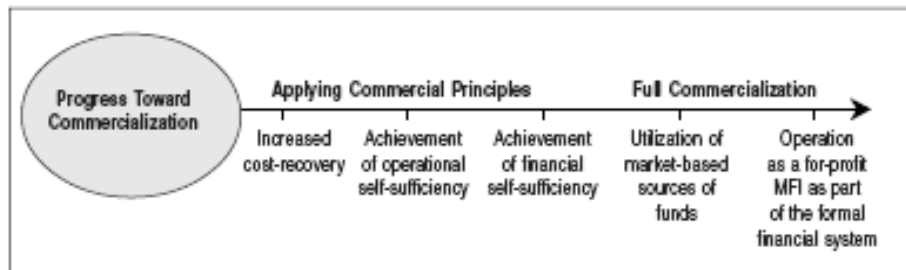 Progress Toward
Commercialization
Applying Commercial Principles
Full Commercialization
Increased
cost-recovery
Achievement
of operational
self-sufficiency
Achievement
of financial
self-sufficiency
Utilization of
market-based
sources of
funds
Operation
as a for-profit
MFI as part
of the formal
financial system